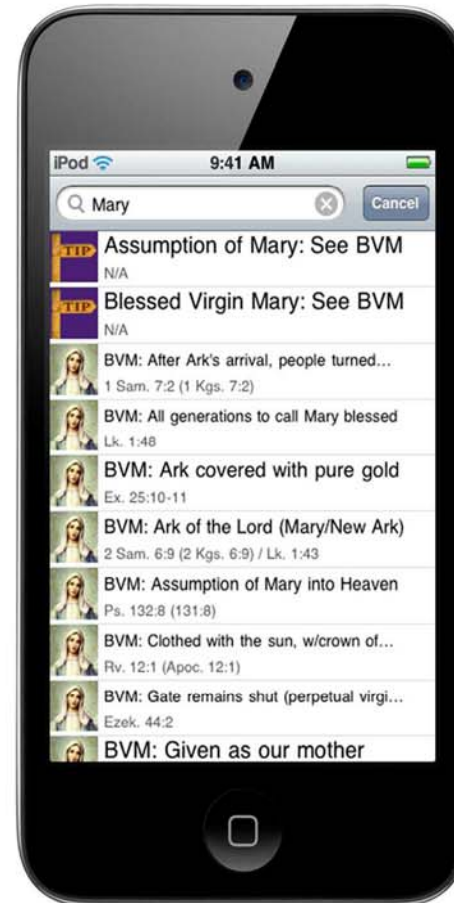 iPod 9:41 AM
Mary Cancel
TIP Assumption of Mary: See BVM
N/A
TIP Blessed Virgin Mary: See BVM
N/A
BVM: After Ark's arrival, people turned...
1 Sam. 7:2 (1 Kgs. 7:2)
BVM: All generations to call Mary blessed
Lk. 1:48
BVM: Ark covered with pure gold
Ex. 25:10-11
BVM: Ark of the Lord (Mary/New Ark)
2 Sam. 6:9 (2 Kgs. 6:9) / Lk. 1:43
BVM: Assumption of Mary into Heaven
Ps. 132:8 (131:8)
BVM: Clothed with the sun, w/crown of...
Rv. 12:1 (Apoc. 12:1)
BVM: Gate remains shut (perpetual virgi...
Ezek. 44:2
BVM: Given as our mother